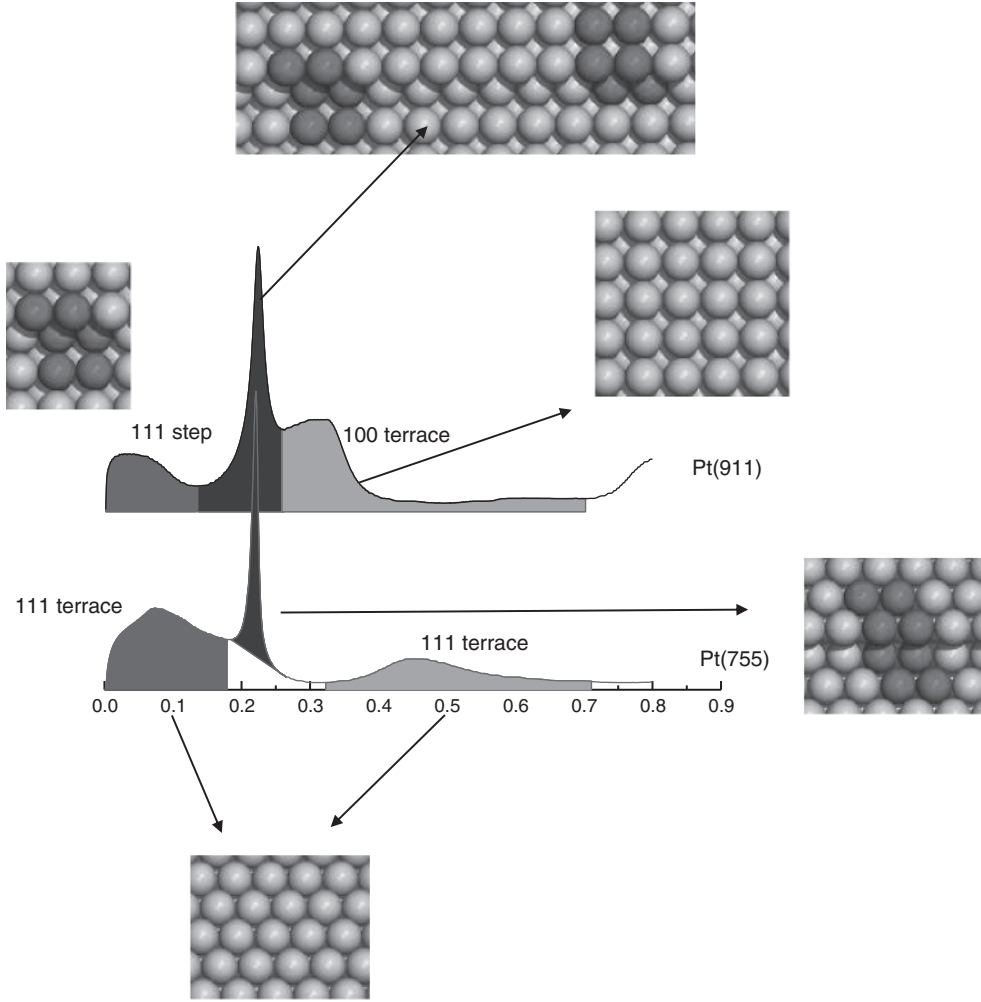 111 step
100 terrace
Pt(911)
111 terrace
111 terrace
Pt(755)
0.0 0.1 0.2 0.3 0.4 0.5 0.6 0.7 0.8 0.9